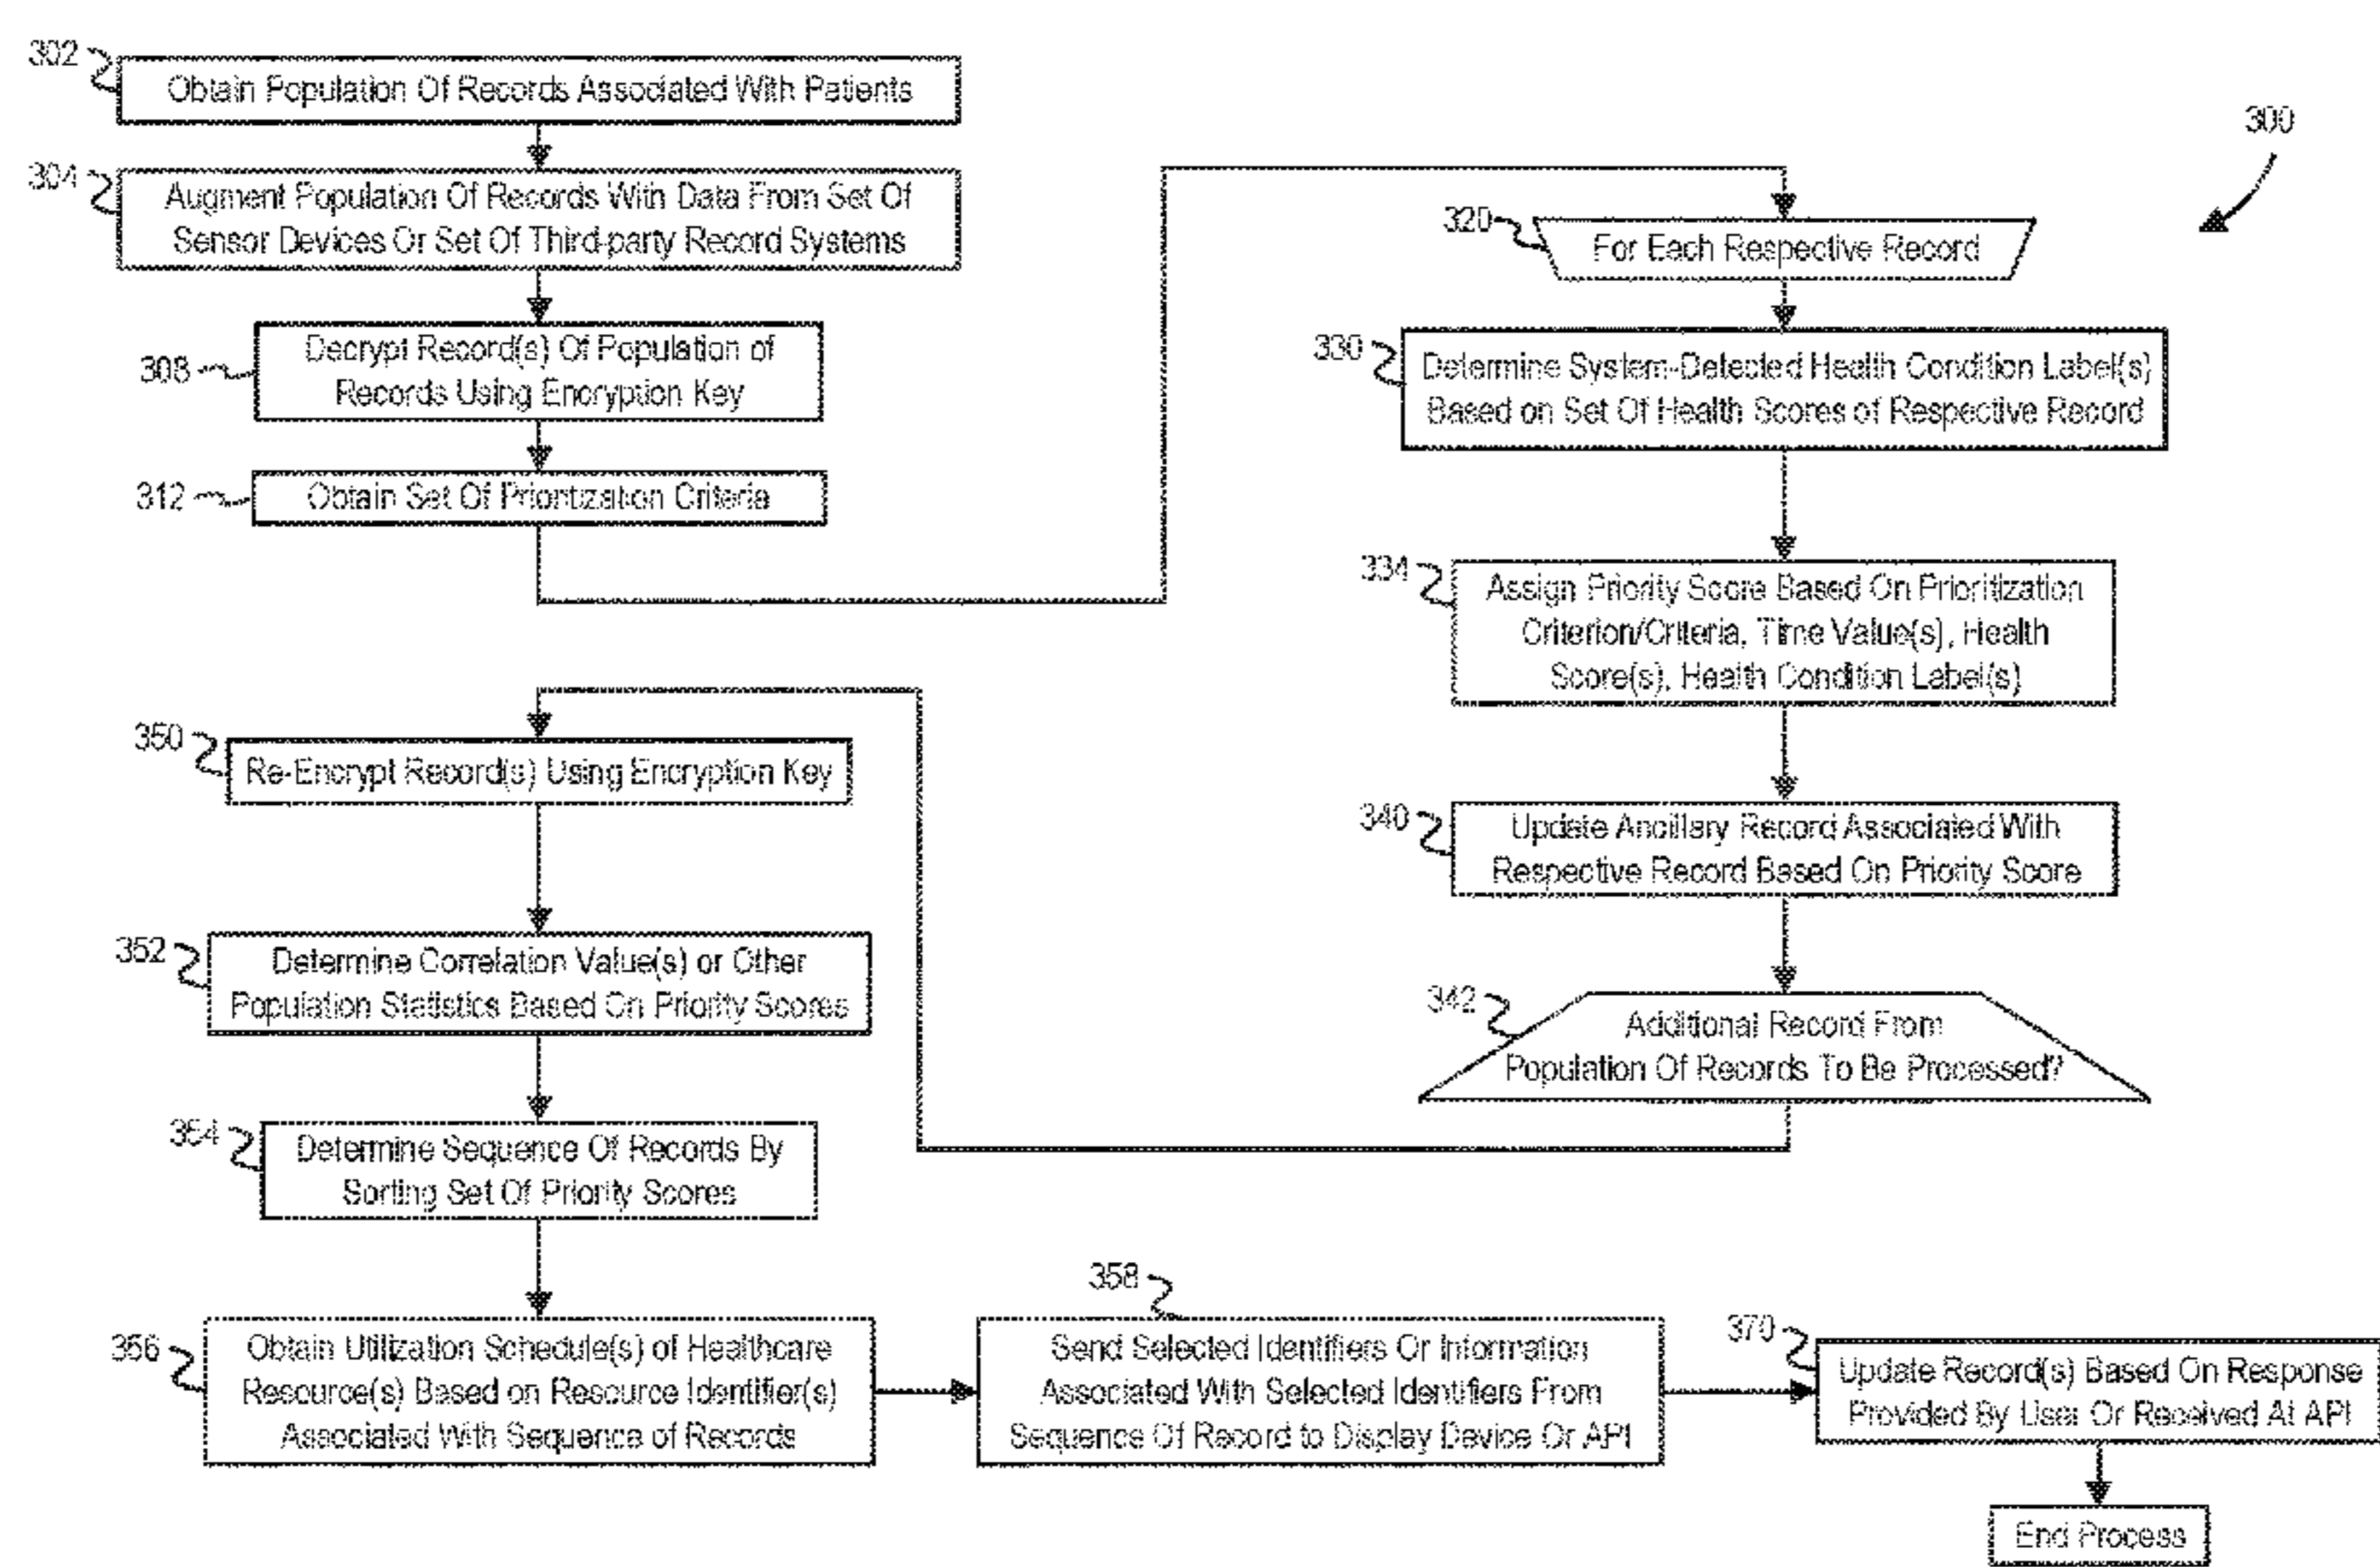 302
Obtain Population Of Records Associated With Patients
304
Augment Population Of Records With Data From Set Of
Sensor Devices Or Set Of Third-party Record Systems
308
Decrypt Record(s) Of Population of
Records Using Encryption Key
312
Obtain Set Of Prioritization Criteria
300
320
For Each Respective Record
330
Determine System-Detected Health Condition Label(s)
Based on Set Of Health Scores of Respective Record
334
Assign Priority Score Based On Prioritization
Criterion/Criteria, Time Value(s), Health
Score(s), Health Condition Label(s)
340
Update Ancillary Record Associated With
Respective Record Based On Priority Score
342
Additional Record From
Population Of Records To Be Processed?
350
Re-Encrypt Record(s) Using Encryption Key
352
Determine Correlation Value(s) or Other
Population Statistics Based On Priority Scores
354
Determine Sequence Of Records By
Sorting Set Of Priority Scores
356
Obtain Utilization Schedule(s) of Healthcare
Resource(s) Based on Resource Identifier(s)
Associated With Sequence of Records
358
Send Selected Identifiers Or Information
Associated With Selected Identifiers From
Sequence Of Record to Display Device Or API
370
Update Record(s) Based On Response
Provided By User Or Received At API
End Process